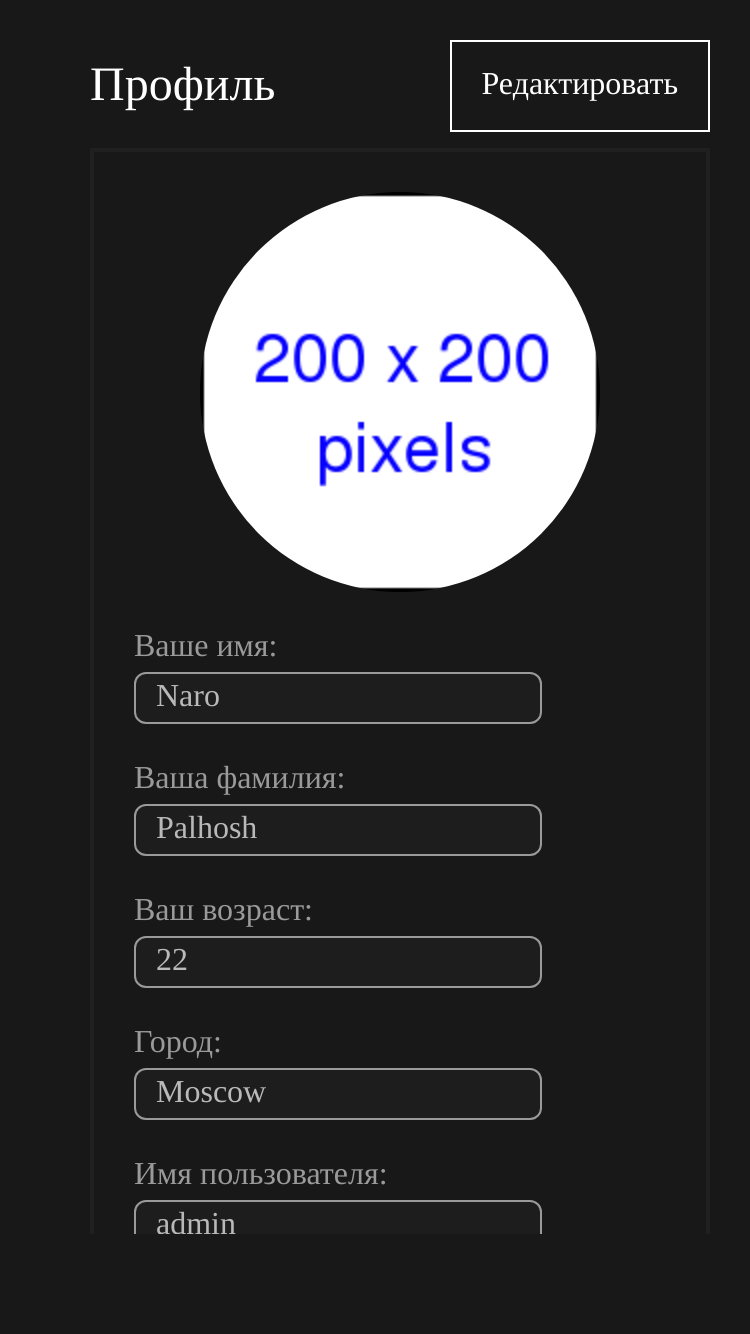 Профиль
Редактировать
200 x 200
pixels
Ваше имя:
Naro
Ваша фамилия:
Palhosh
Ваш возраст:
22
Город:
Moscow
Имя пользователя:
admin